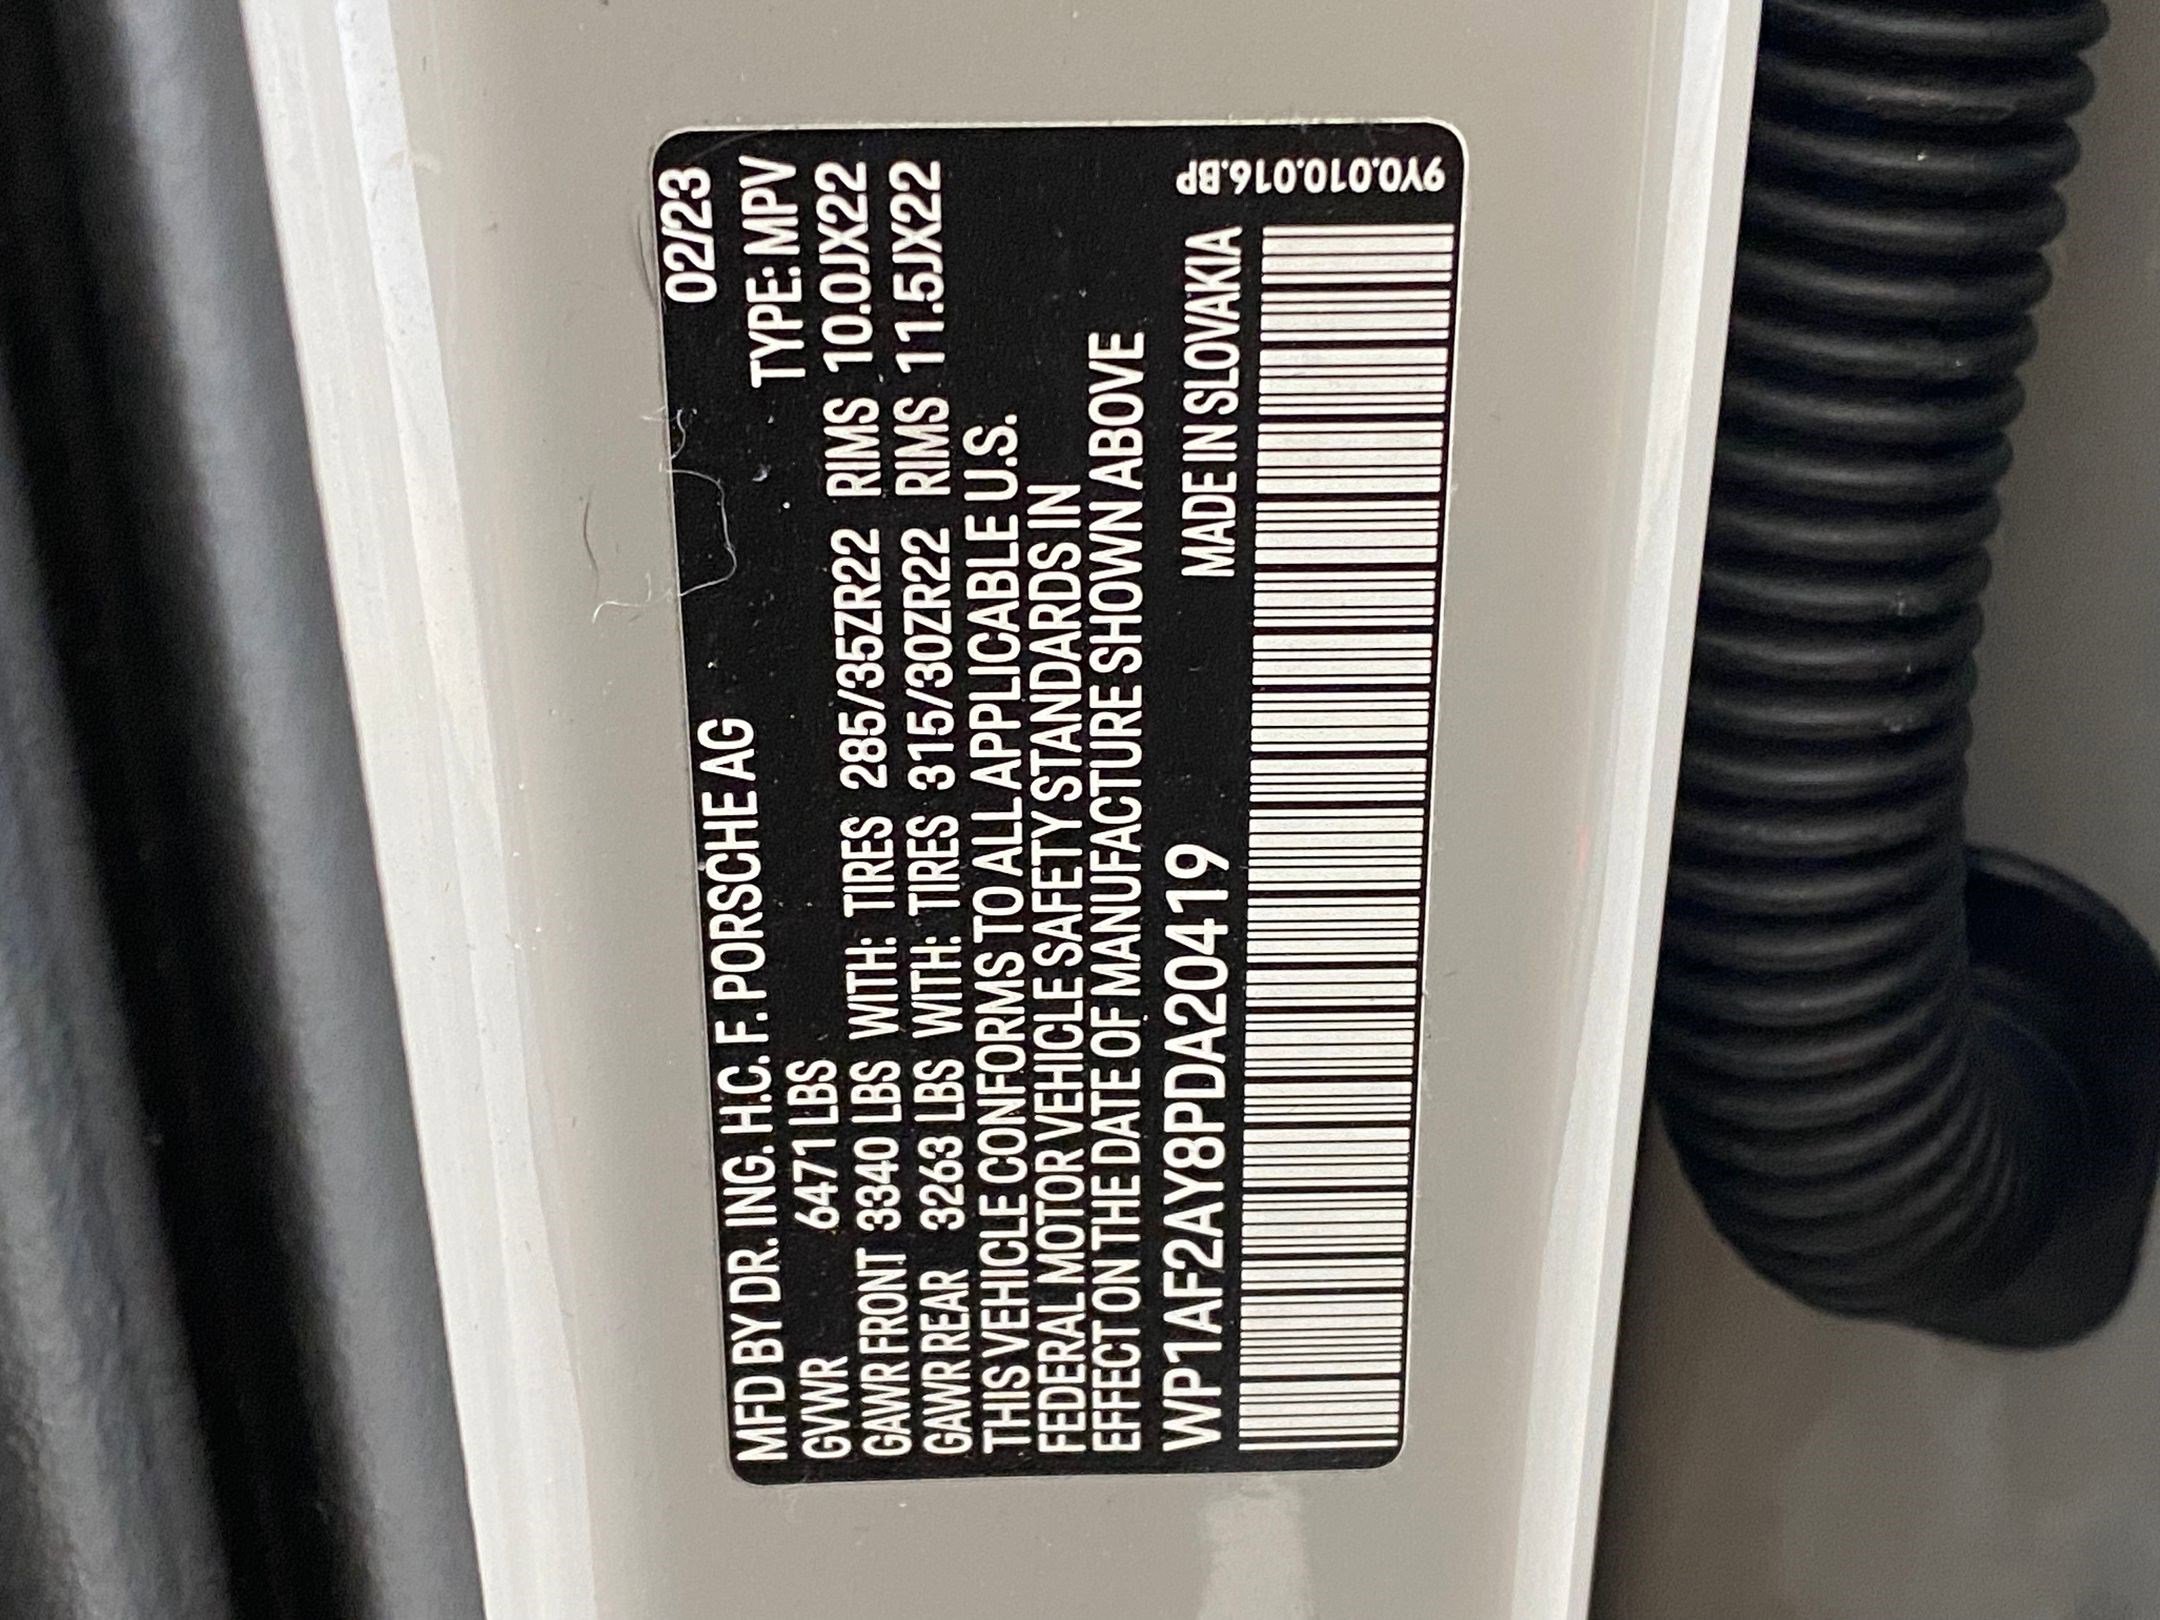 02/23
MFD BY DR. ING. H.C. F. PORSCHE AG
GVWR 6471 LBS TYPE: MPV
GAWR FRONT 3340 LBS WITH: TIRES 285/35ZR22 RIMS 10.0JX22
GAWR REAR 3263 LBS WITH: TIRES 315/30ZR22 RIMS 11.5JX22
THIS VEHICLE CONFORMS TO ALL APPLICABLE U.S.
FEDERAL MOTOR VEHICLE SAFETY STANDARDS IN
EFFECT ON THE DATE OF MANUFACTURE SHOWN ABOVE
WP1AF2AY8PDA20419 MADE IN SLOVAKIA
9Y0.010.016.BP